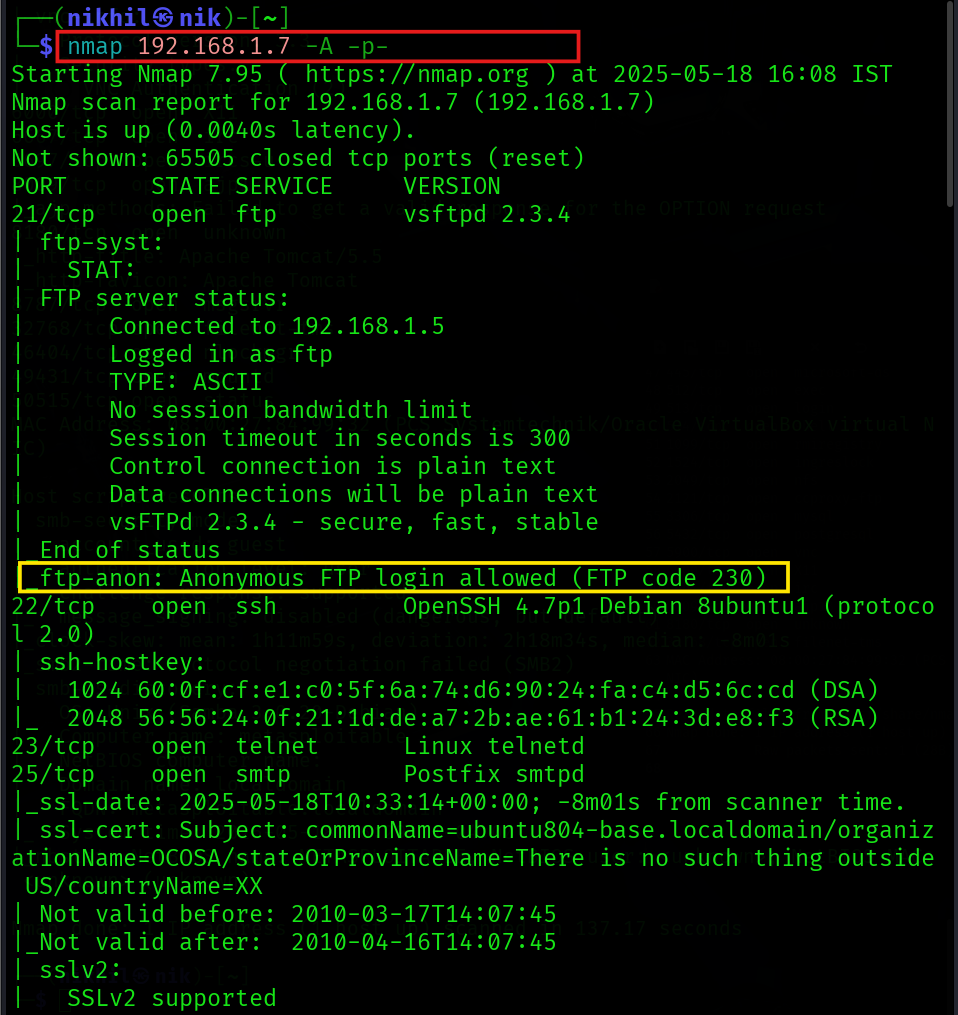 ┌──(nikhil㉿nik)-[~]
└─$ nmap 192.168.1.7 -A -p-
Starting Nmap 7.95 ( https://nmap.org ) at 2025-05-18 16:08 IST
Nmap scan report for 192.168.1.7 (192.168.1.7)
Host is up (0.0040s latency).
Not shown: 65505 closed tcp ports (reset)
PORT      STATE SERVICE     VERSION
21/tcp    open  ftp         vsftpd 2.3.4
| ftp-syst:
|   STAT:
| FTP server status:
|      Connected to 192.168.1.5
|      Logged in as ftp
|      TYPE: ASCII
|      No session bandwidth limit
|      Session timeout in seconds is 300
|      Control connection is plain text
|      Data connections will be plain text
|      vsFTPd 2.3.4 - secure, fast, stable
|_End of status
|_ftp-anon: Anonymous FTP login allowed (FTP code 230)
22/tcp    open  ssh         OpenSSH 4.7p1 Debian 8ubuntu1 (protoco
l 2.0)
| ssh-hostkey:
|   1024 60:0f:cf:e1:c0:5f:6a:74:d6:90:24:fa:c4:d5:6c:cd (DSA)
|_  2048 56:56:24:0f:21:1d:de:a7:2b:ae:61:b1:24:3d:e8:f3 (RSA)
23/tcp    open  telnet      Linux telnetd
25/tcp    open  smtp        Postfix smtpd
|_ssl-date: 2025-05-18T10:33:14+00:00; -8m01s from scanner time.
| ssl-cert: Subject: commonName=ubuntu804-base.localdomain/organiz
ationName=OCOSA/stateOrProvinceName=There is no such thing outside
US/countryName=XX
| Not valid before: 2010-03-17T14:07:45
|_Not valid after:  2010-04-16T14:07:45
| sslv2:
|   SSLv2 supported